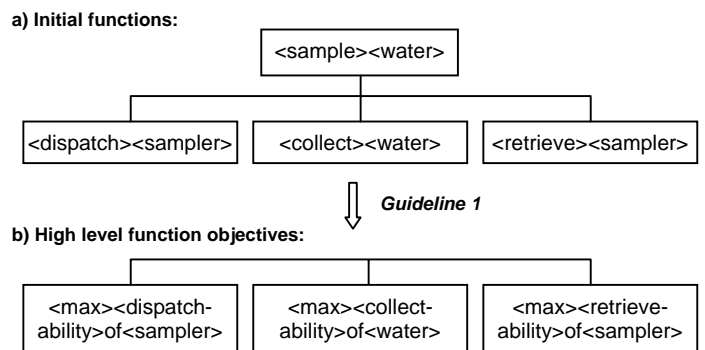 a) Initial functions:
<sample><water>
<dispatch><sampler>
<collect><water>
<retrieve><sampler>
Guideline 1
b) High level function objectives:
<max><dispatch-
ability>of<sampler>
<max><collect-
ability>of<water>
<max><retrieve-
ability>of<sampler>